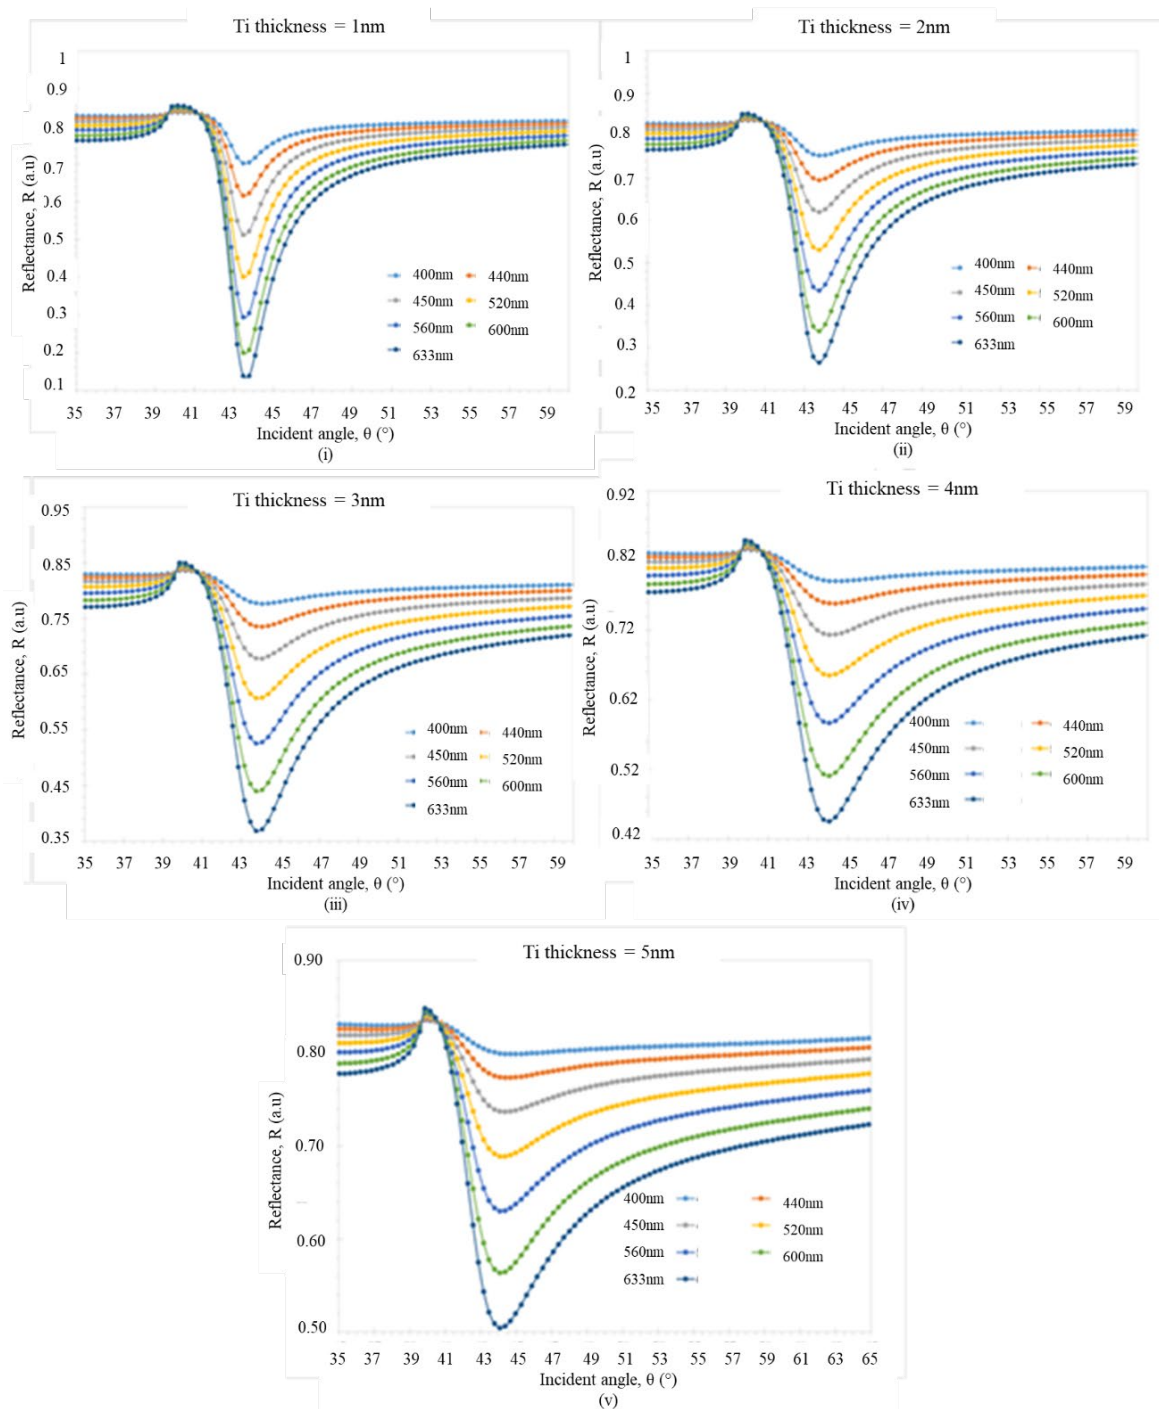 Ti thickness = 1nm
1
0.9
0.8
0.7
0.6
0.5
0.4
0.3
0.2
0.1
Reflectance, R (a.u)
400nm 440nm
450nm 520nm
560nm 600nm
633nm
35 37 39 41 43 45 47 49 51 53 55 57 59
Incident angle, θ (°)
(i)
Ti thickness = 2nm
1
0.9
0.8
0.7
0.6
0.5
0.4
0.3
0.2
Reflectance, R (a.u)
400nm 440nm
450nm 520nm
560nm 600nm
633nm
35 37 39 41 43 45 47 49 51 53 55 57 59
Incident angle, θ (°)
(ii)
Ti thickness = 3nm
0.95
0.85
0.75
0.65
0.55
0.45
0.35
Reflectance, R (a.u)
400nm 440nm
450nm 520nm
560nm 600nm
633nm
35 37 39 41 43 45 47 49 51 53 55 57 59
Incident angle, θ (°)
(iii)
Ti thickness = 4nm
0.92
0.82
0.72
0.62
0.52
0.42
Reflectance, R (a.u)
400nm 440nm
450nm 520nm
560nm 600nm
633nm
35 37 39 41 43 45 47 49 51 53 55 57 59
Incident angle, θ (°)
(iv)
Ti thickness = 5nm
0.90
0.80
0.70
0.60
0.50
Reflectance, R (a.u)
400nm 440nm
450nm 520nm
560nm 600nm
633nm
35 37 39 41 43 45 47 49 51 53 55 57 59 61 63 65
Incident angle, θ (°)
(v)